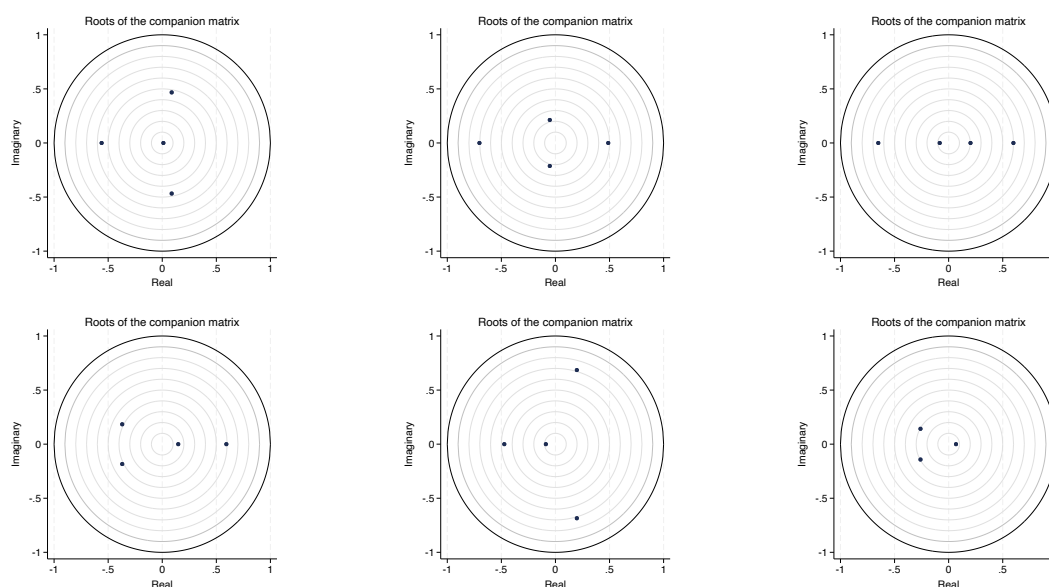 Roots of the companion matrix
1
.5
0
-.5
-1
Imaginary
-1 -.5 0 .5 1
Real
Roots of the companion matrix
1
.5
0
-.5
-1
Imaginary
-1 -.5 0 .5 1
Real
Roots of the companion matrix
1
.5
0
-.5
-1
Imaginary
-1 -.5 0 .5
Real
Roots of the companion matrix
1
.5
0
-.5
-1
Imaginary
-1 -.5 0 .5 1
Real
Roots of the companion matrix
1
.5
0
-.5
-1
Imaginary
-1 -.5 0 .5 1
Real
Roots of the companion matrix
1
.5
0
-.5
-1
Imaginary
-1 -.5 0 .5
Real